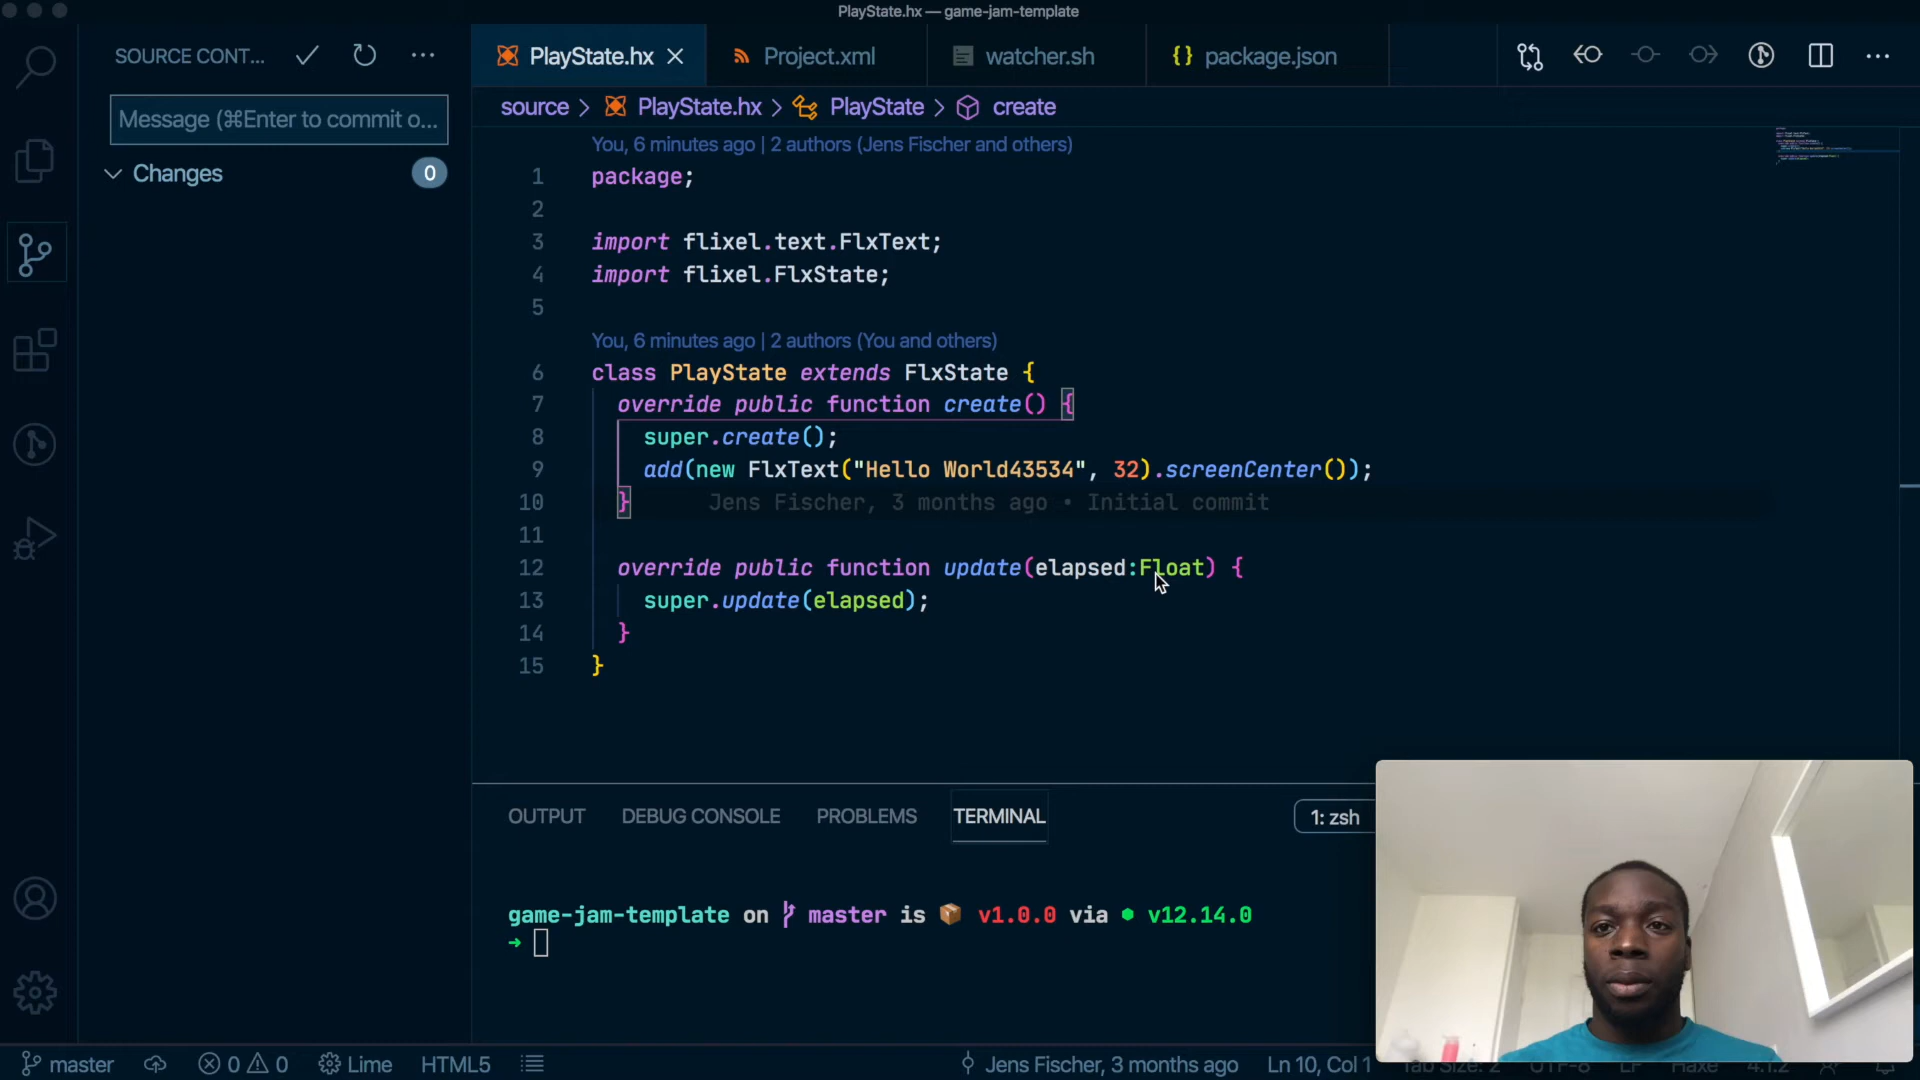 PlayState.hx — game-jam-template
SOURCE CONT...
PlayState.hx
Project.xml
watcher.sh
{} package.json
Message (⌘Enter to commit o...
source > PlayState.hx > PlayState > create
Changes 0
You, 6 minutes ago | 2 authors (Jens Fischer and others)
1 package;
2
3 import flixel.text.FlxText;
4 import flixel.FlxState;
5
You, 6 minutes ago | 2 authors (You and others)
6 class PlayState extends FlxState {
7 override public function create() {
8 super.create();
9 add(new FlxText("Hello World43534", 32).screenCenter());
10 } Jens Fischer, 3 months ago • Initial commit
11
12 override public function update(elapsed:Float) {
13 super.update(elapsed);
14 }
15 }
OUTPUT DEBUG CONSOLE PROBLEMS TERMINAL 1: zsh
game-jam-template on master is 📦 v1.0.0 via ⬢ v12.14.0
→
master 0 0 Lime HTML5 Jens Fischer, 3 months ago Ln 10, Col 1 Tab Size: 2 UTF-8 LF Haxe 4.1.2